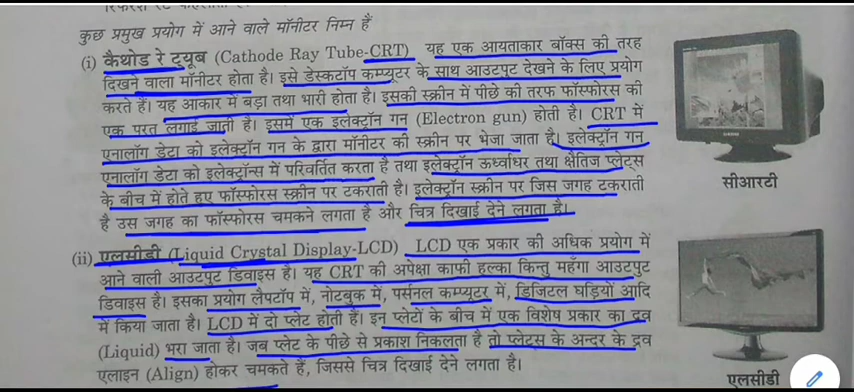 कुछ प्रमुख प्रयोग में आने वाले मॉनीटर निम्न हैं
(i) कैथोड रे ट्यूब (Cathode Ray Tube-CRT) यह एक आयताकार बॉक्स की तरह
दिखने वाला मॉनीटर होता है। इसे डेस्कटॉप कम्प्यूटर के साथ आउटपुट देखने के लिए प्रयोग
करते हैं। यह आकार में बड़ा तथा भारी होता है। इसकी स्क्रीन में पीछे की तरफ फॉस्फोरस की
एक परत लगाई जाती है। इसमें एक इलेक्ट्रॉन गन (Electron gun) होती है। CRT में
एनालॉग डेटा को इलेक्ट्रॉन गन के द्वारा मॉनीटर की स्क्रीन पर भेजा जाता है। इलेक्ट्रॉन गन
एनालॉग डेटा को इलेक्ट्रॉन्स में परिवर्तित करता है तथा इलेक्ट्रॉन ऊर्ध्वाधर तथा क्षैतिज प्लेट्स
के बीच में होते हुए फॉस्फोरस स्क्रीन पर टकराती है। इलेक्ट्रॉन स्क्रीन पर जिस जगह टकराती
है उस जगह का फॉस्फोरस चमकने लगता है और चित्र दिखाई देने लगता है।
सीआरटी
(ii) एलसीडी (Liquid Crystal Display-LCD) LCD एक प्रकार की अधिक प्रयोग में
आने वाली आउटपुट डिवाइस है। यह CRT की अपेक्षा काफी हल्का किन्तु महँगा आउटपुट
डिवाइस है। इसका प्रयोग लैपटॉप में, नोटबुक में, पर्सनल कम्प्यूटर में, डिजिटल घड़ियों आदि
में किया जाता है। LCD में दो प्लेट होती हैं। इन प्लेटों के बीच में एक विशेष प्रकार का द्रव
(Liquid) भरा जाता है। जब प्लेट के पीछे से प्रकाश निकलता है तो प्लेट्स के अन्दर के द्रव
एलाइन (Align) होकर चमकते हैं, जिससे चित्र दिखाई देने लगता है।
एलसीडी